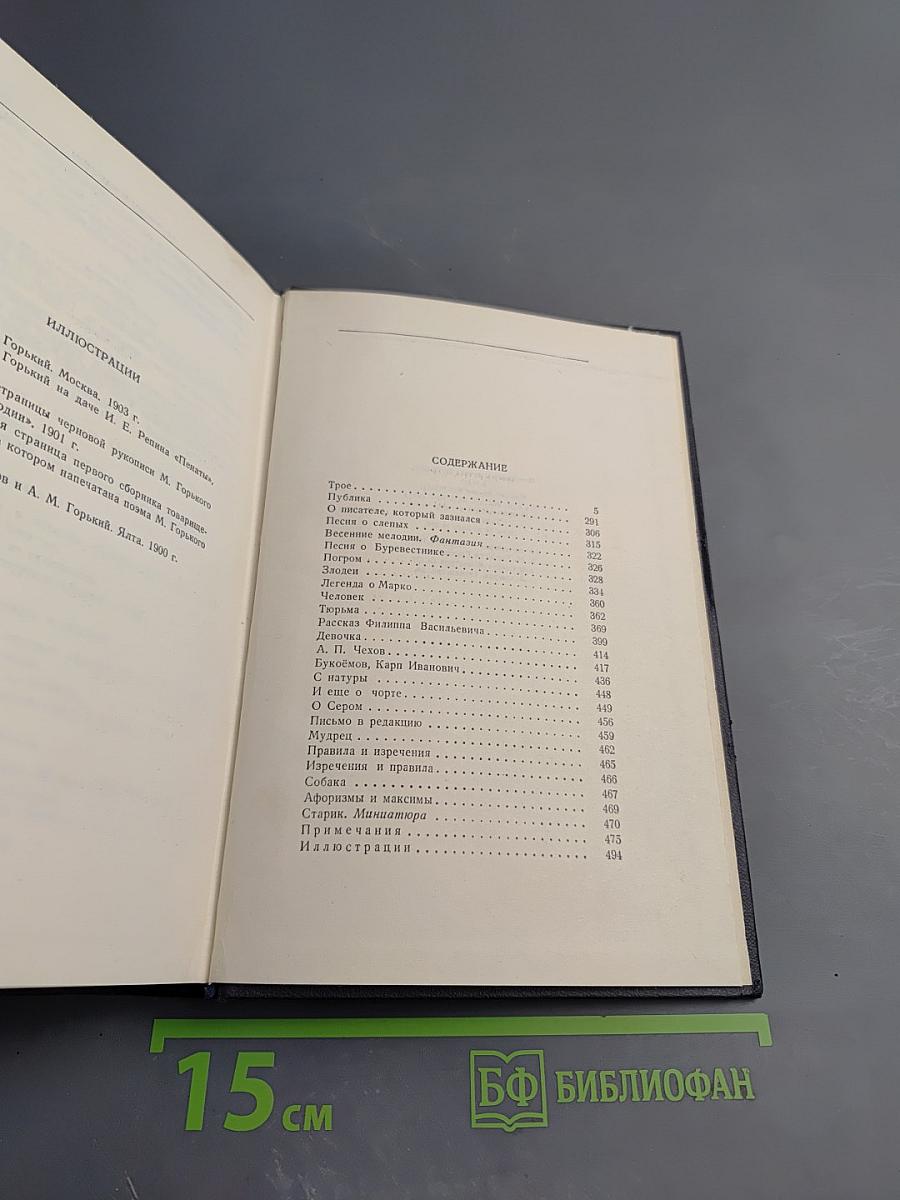 ИЛЛЮСТРАЦИИ
Горький. Москва. 1903 г.
Горький на даче И. Е. Репина «Пенаты».
страницы черновой рукописи М. Горького
1901 г.
страница первого сборника товарище-
котором напечатана поэма М. Горького
и А. М. Горький. Ялта. 1900 г.
СОДЕРЖАНИЕ
Трое 5
Публика 291
О писателе, который зазнался 306
Песня о слепых 315
Весенние мелодии. Фантазия 322
Песня о Буревестнике 326
Погром 328
Злодеи 334
Легенда о Марко 360
Человек 362
Тюрьма 369
Рассказ Филиппа Васильевича 399
Девочка 414
А. П. Чехов 417
Букоёмов, Карп Иванович 436
С натуры 448
И еще о чорте 449
О Сером 456
Письмо в редакцию 459
Мудрец 462
Правила и изречения 465
Изречения и правила 466
Собака 467
Афоризмы и максимы 469
Старик. Миниатюра 470
Примечания 475
Иллюстрации 494
15 см
БФ БИБЛИОФАН